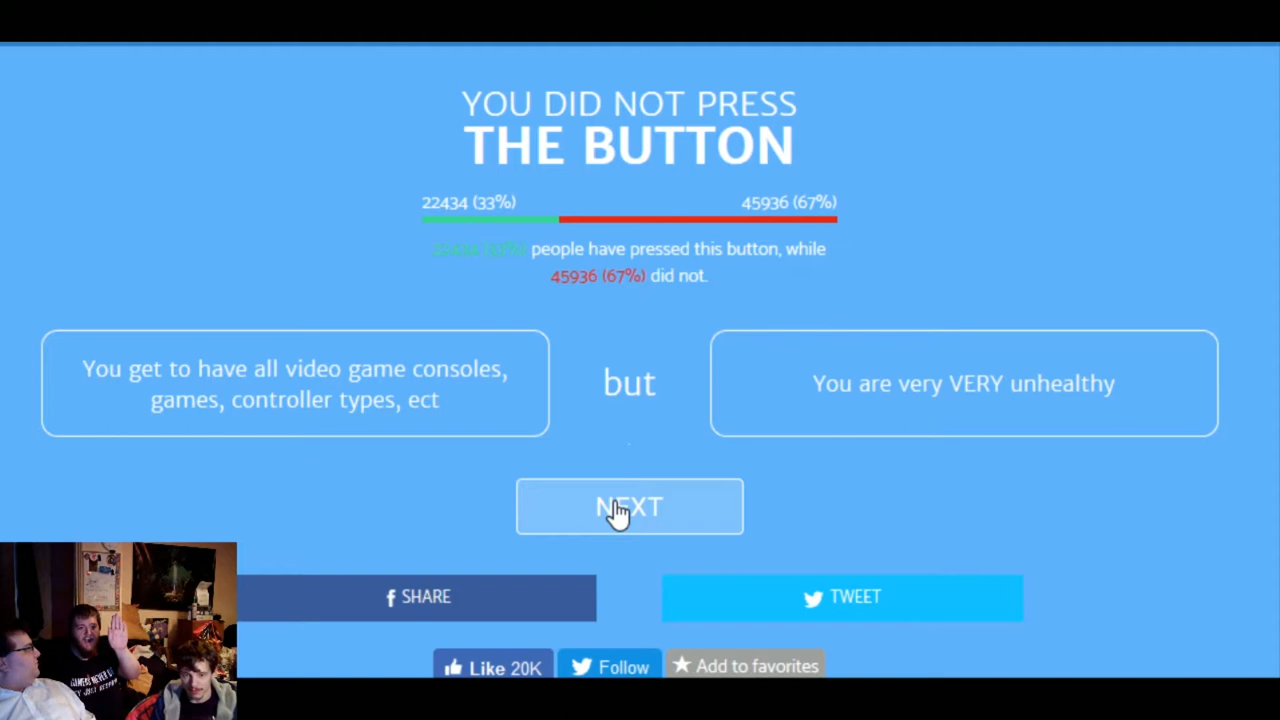 YOU DID NOT PRESS
THE BUTTON
22434 (33%) 45936 (67%)
22434 (33%) people have pressed this button, while
45936 (67%) did not.
You get to have all video game consoles,
games, controller types, ect
but
You are very VERY unhealthy
NEXT
SHARE
TWEET
Like 20K
Follow
Add to favorites